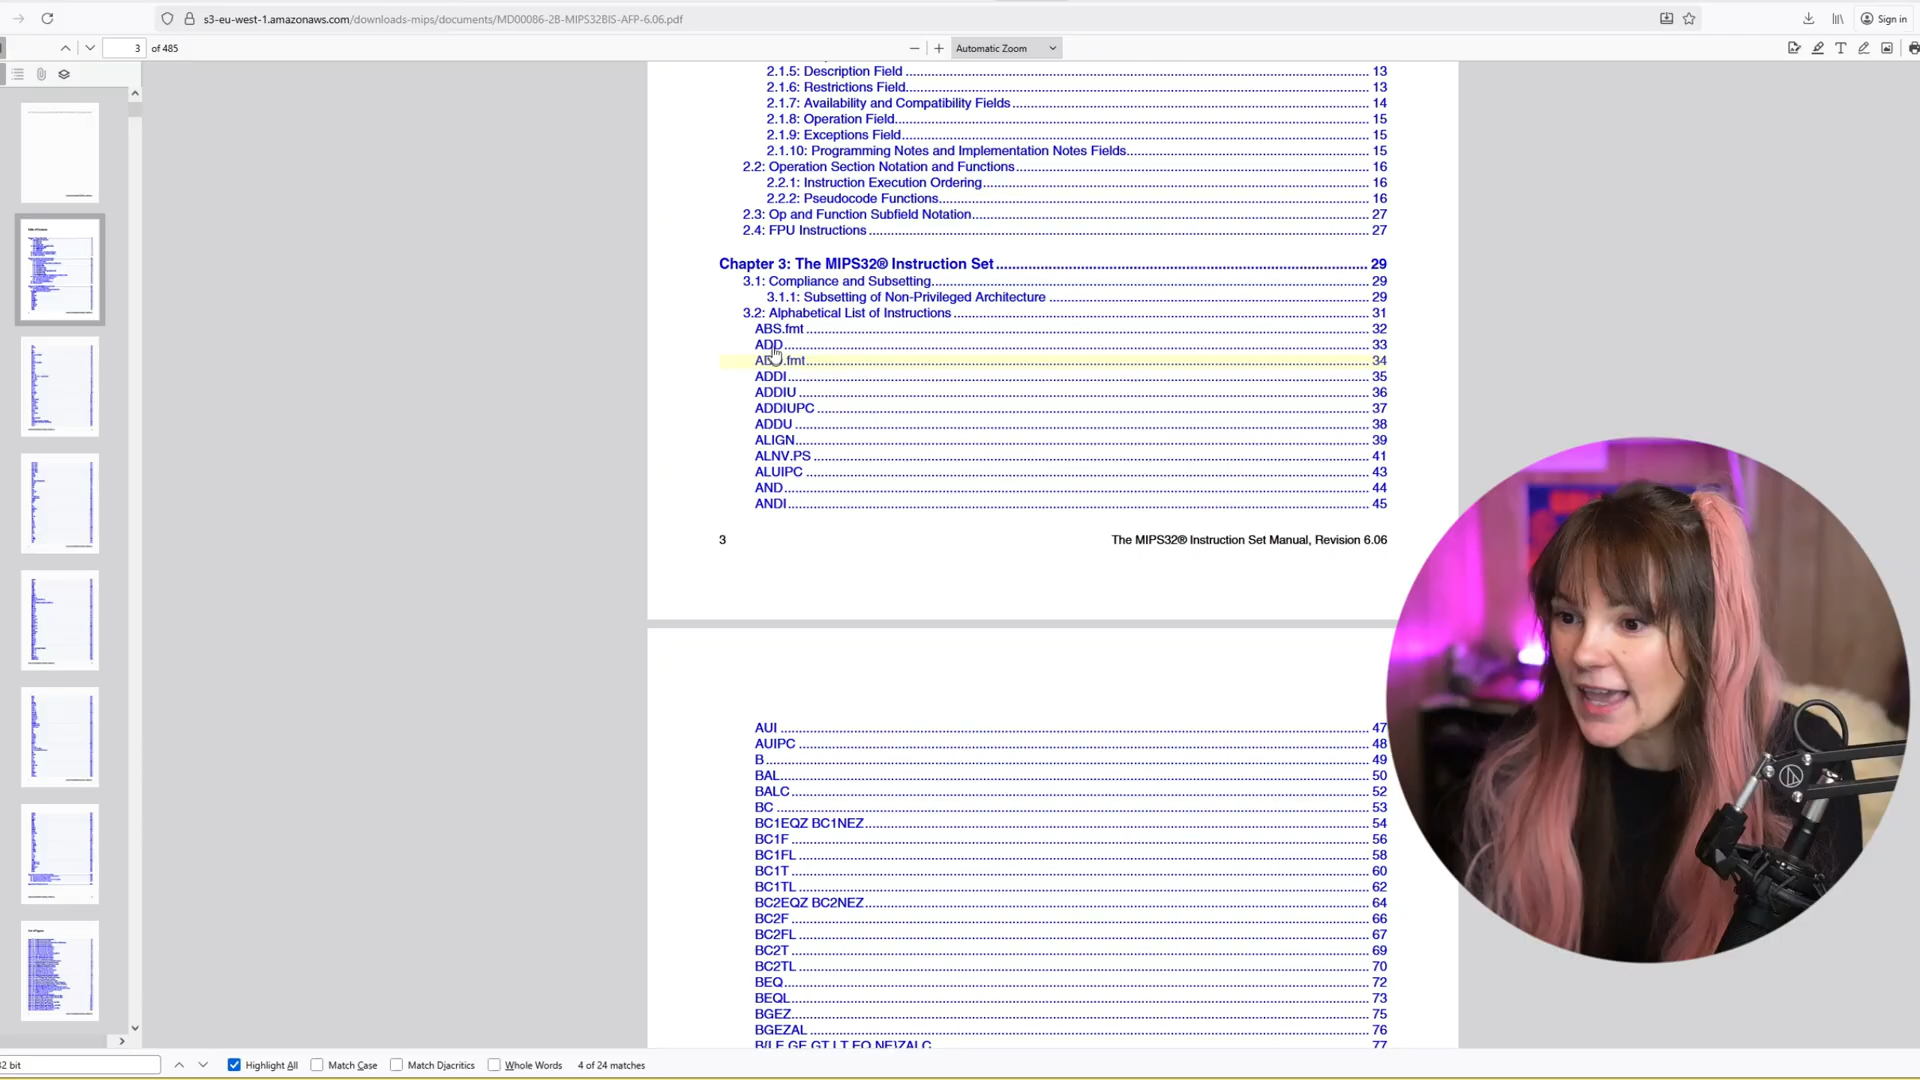 s3-eu-west-1.amazonaws.com/downloads-mips/documents/MD00086-2B-MIPS32BIS-AFP-6.06.pdf
Sign in
3 of 485
Automatic Zoom
2.1.5: Description Field 13
2.1.6: Restrictions Field 13
2.1.7: Availability and Compatibility Fields 14
2.1.8: Operation Field 15
2.1.9: Exceptions Field 15
2.1.10: Programming Notes and Implementation Notes Fields 15
2.2: Operation Section Notation and Functions 16
2.2.1: Instruction Execution Ordering 16
2.2.2: Pseudocode Functions 16
2.3: Op and Function Subfield Notation 27
2.4: FPU Instructions 27
Chapter 3: The MIPS32® Instruction Set 29
3.1: Compliance and Subsetting 29
3.1.1: Subsetting of Non-Privileged Architecture 29
3.2: Alphabetical List of Instructions 31
ABS.fmt 32
ADD 33
ADD.fmt 34
ADDI 35
ADDIU 36
ADDIUPC 37
ADDU 38
ALIGN 39
ALNV.PS 41
ALUIPC 43
AND 44
ANDI 45
3 The MIPS32® Instruction Set Manual, Revision 6.06
AUI 47
AUIPC 48
B 49
BAL 50
BALC 52
BC 53
BC1EQZ BC1NEZ 54
BC1F 56
BC1FL 58
BC1T 60
BC1TL 62
BC2EQZ BC2NEZ 64
BC2F 66
BC2FL 67
BC2T 69
BC2TL 70
BEQ 72
BEQL 73
BGEZ 75
BGEZAL 76
B{LE,GE,GT,LT,EQ,NE}ZALC 77
2 bit
Highlight All Match Case Match Diacritics Whole Words 4 of 24 matches